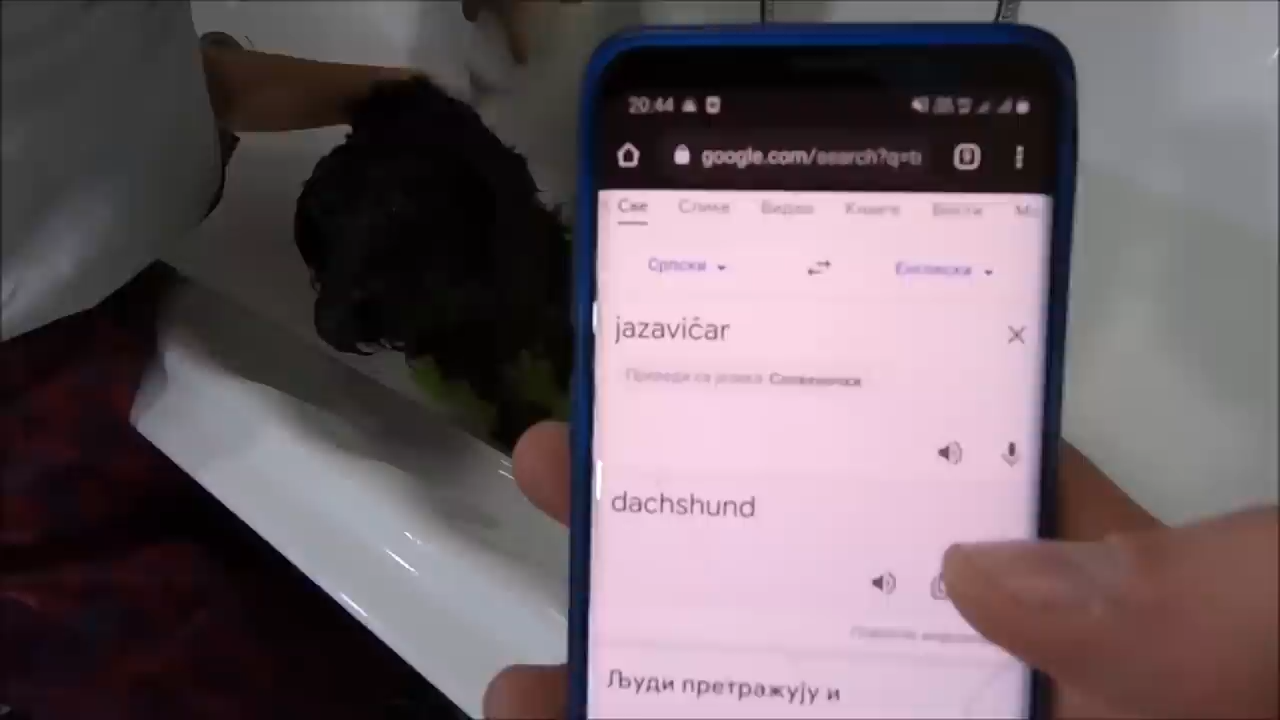 20:44
google.com/search?q=t
Све Слике Видео Књиге Вести
Српски Енглески
jazavičar
Преведи са језика Словеначки
dachshund
Људи претражују и